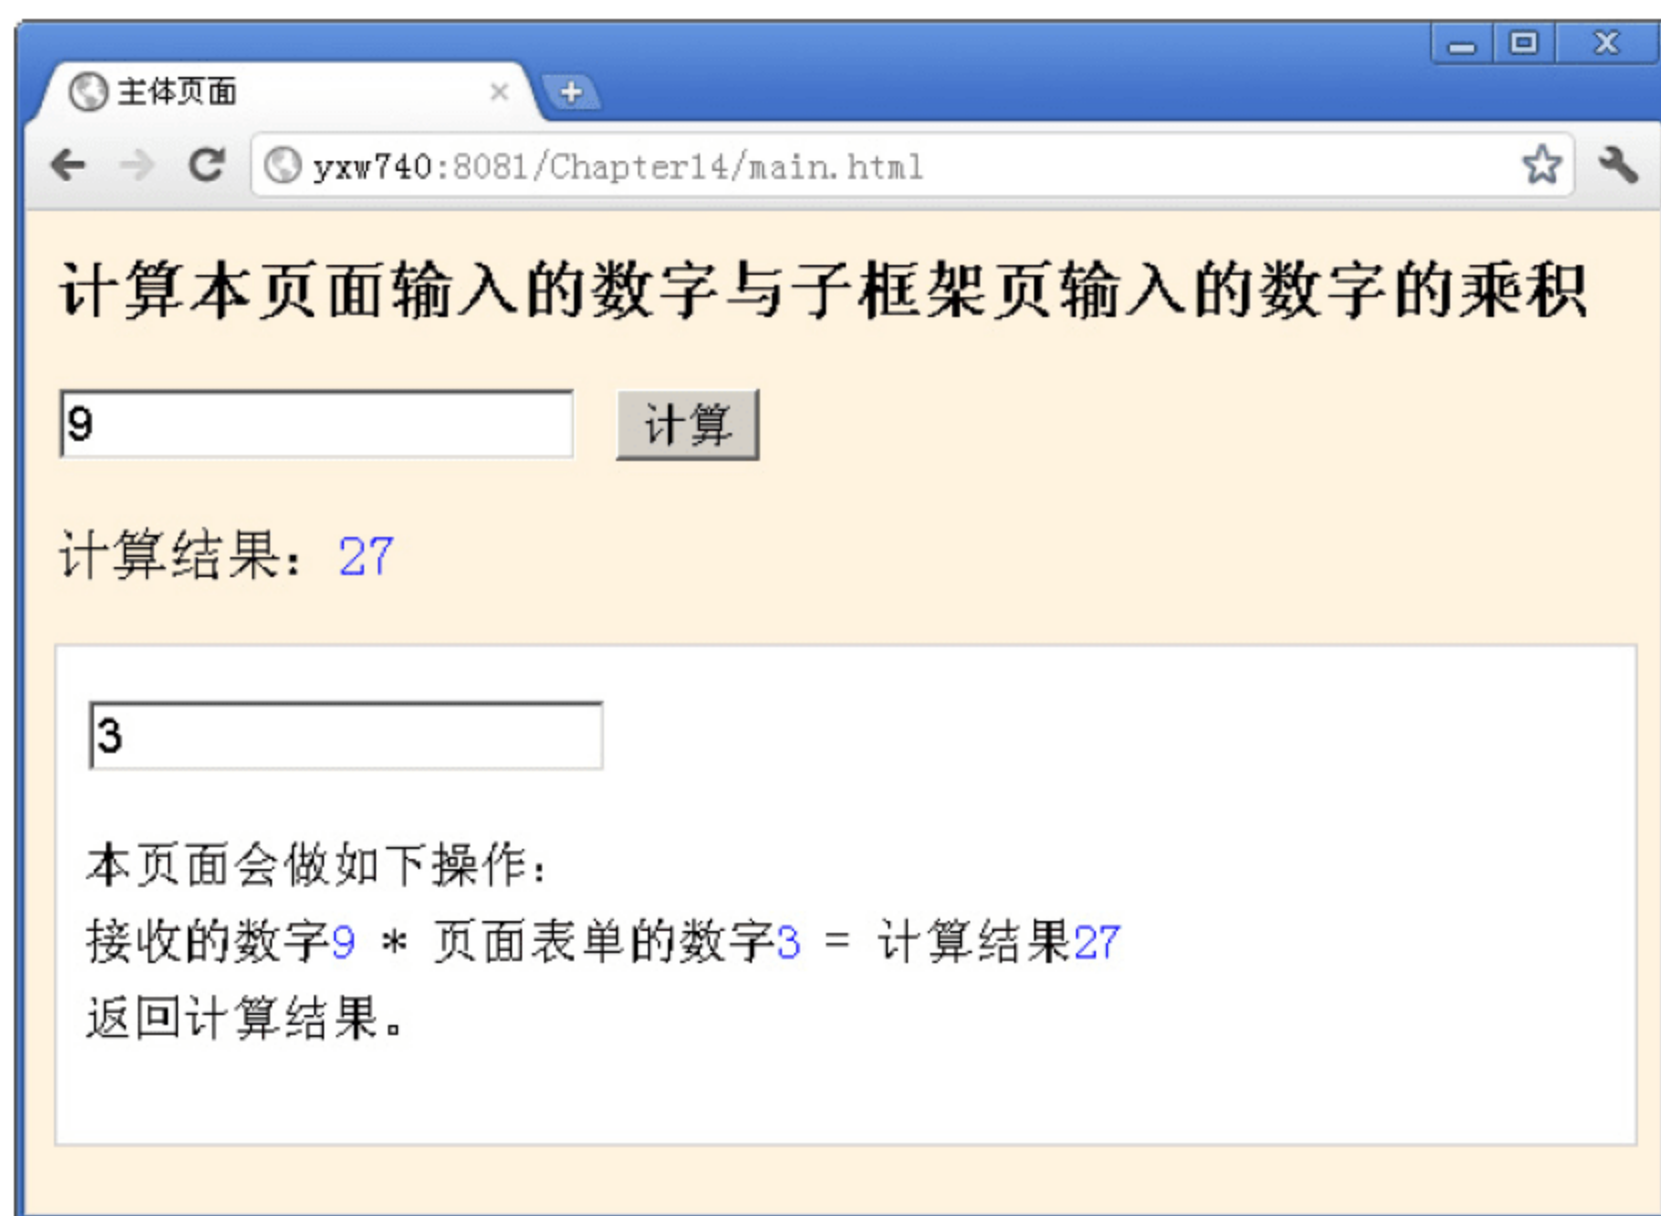 主体页面
yxw740:8081/Chapter14/main.html
计算本页面输入的数字与子框架页输入的数字的乘积
9 计算
计算结果：27
3
本页面会做如下操作：
接收的数字9 * 页面表单的数字3 = 计算结果27
返回计算结果。